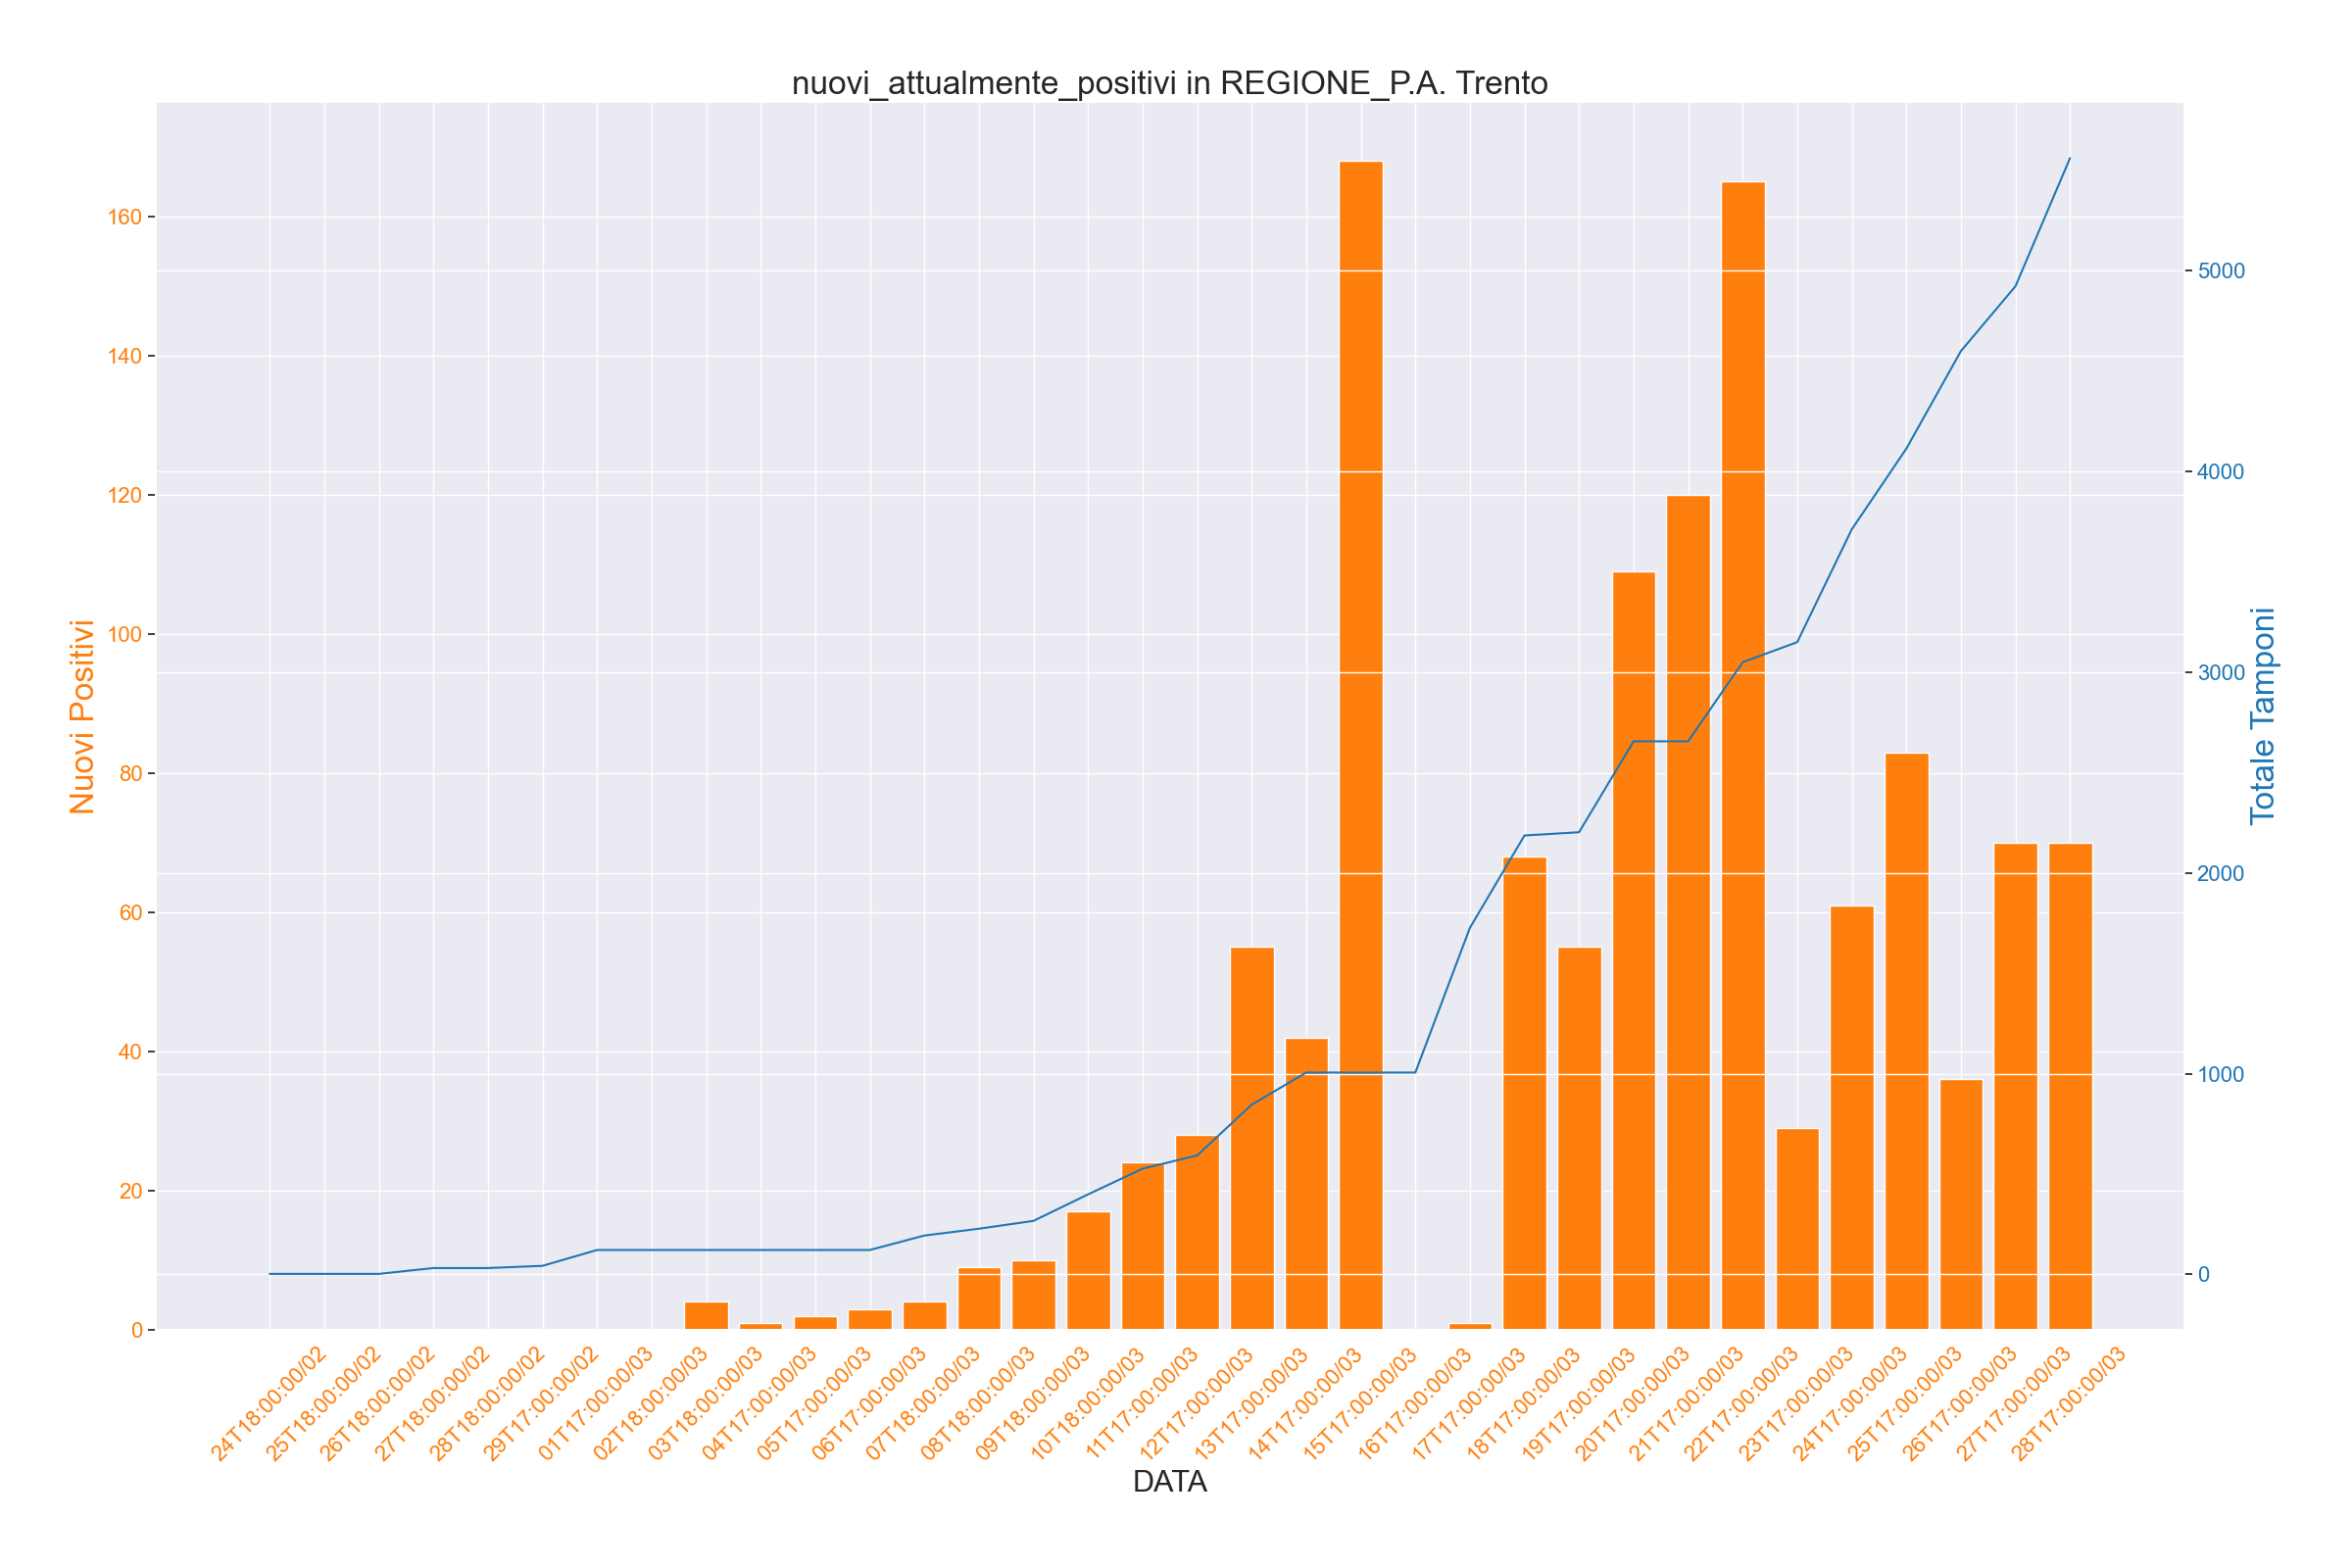 nuovi_attualmente_positivi in REGIONE_P.A. Trento
Nuovi Positivi
160
140
120
100
80
60
40
20
0
Totale Tamponi
5000
4000
3000
2000
1000
0
24T18:00:00/02
25T18:00:00/02
26T18:00:00/02
27T18:00:00/02
28T18:00:00/02
29T17:00:00/02
01T17:00:00/03
02T18:00:00/03
03T18:00:00/03
04T17:00:00/03
05T17:00:00/03
06T17:00:00/03
07T18:00:00/03
08T18:00:00/03
09T18:00:00/03
10T18:00:00/03
11T17:00:00/03
12T17:00:00/03
13T17:00:00/03
14T17:00:00/03
15T17:00:00/03
16T17:00:00/03
17T17:00:00/03
18T17:00:00/03
19T17:00:00/03
20T17:00:00/03
21T17:00:00/03
22T17:00:00/03
23T17:00:00/03
24T17:00:00/03
25T17:00:00/03
26T17:00:00/03
27T17:00:00/03
28T17:00:00/03
DATA